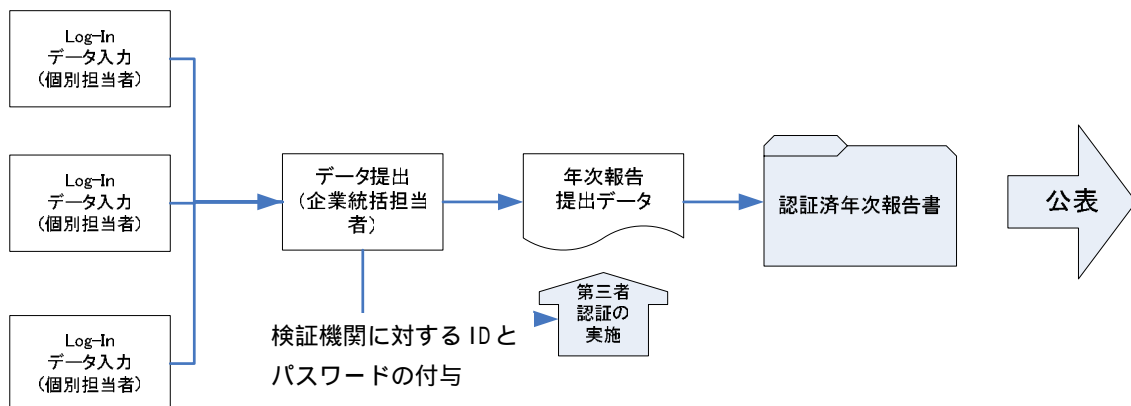 Log-In
データ入力
(個別担当者)
Log-In
データ入力
(個別担当者)
Log-In
データ入力
(個別担当者)
データ提出
(企業統括担当
者)
年次報告
提出データ
認証済年次報告書
公表
第三者
認証の
実施
検証機関に対する ID と
パスワードの付与